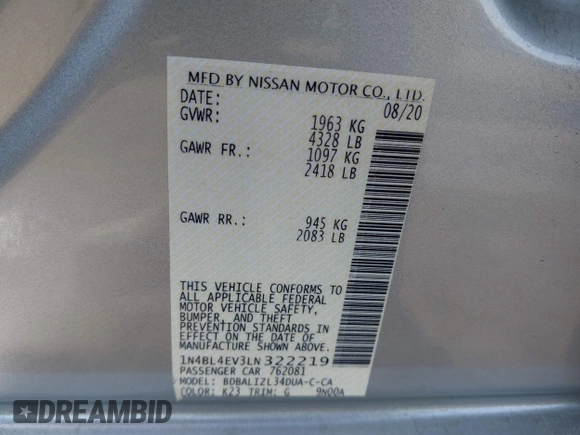 MFD BY NISSAN MOTOR CO., LTD.
DATE: 08/20
GVWR: 1963 KG
4328 LB
GAWR FR.: 1097 KG
2418 LB
GAWR RR.: 945 KG
2083 LB
THIS VEHICLE CONFORMS TO
ALL APPLICABLE FEDERAL
MOTOR VEHICLE SAFETY,
BUMPER, AND THEFT
PREVENTION STANDARDS
IN EFFECT ON THE DATE OF
MANUFACTURE SHOWN ABOVE.
1N4BL4EV3LN322219
PASSENGER CAR 762081
MODEL: BDBALIZL34DUA-C-CA
COLOR: K23 TRIM: G 9N00A
DREAMBID
DREAMBID